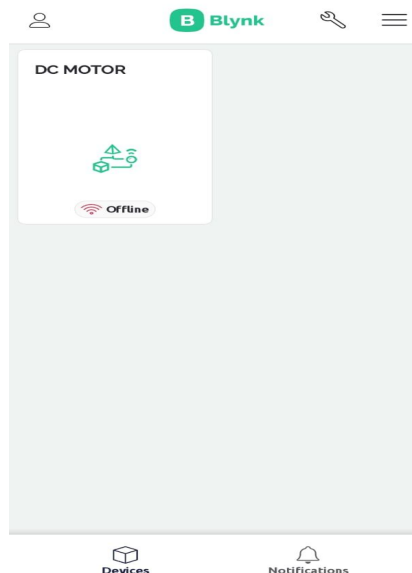 B Blynk
DC MOTOR
Offline
Devices
Notifications